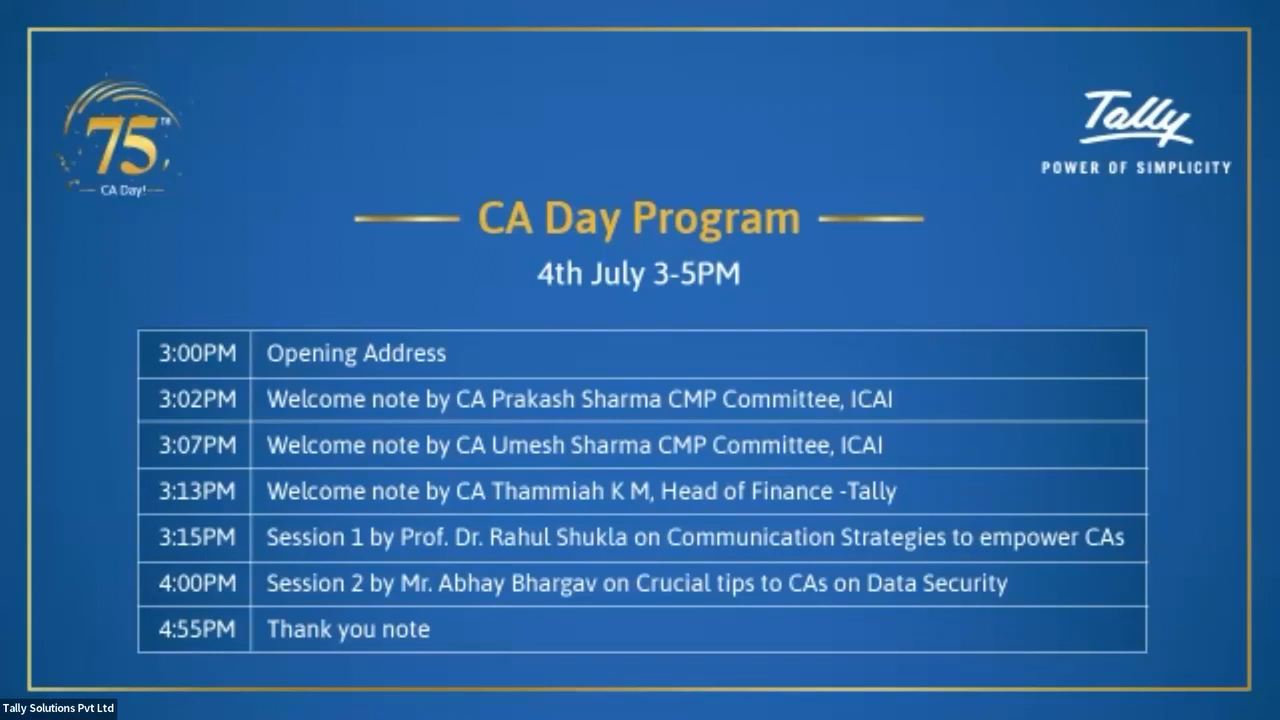 75TH
CA Day!
Tally
POWER OF SIMPLICITY
CA Day Program
4th July 3-5PM
3:00PM Opening Address
3:02PM Welcome note by CA Prakash Sharma CMP Committee, ICAI
3:07PM Welcome note by CA Umesh Sharma CMP Committee, ICAI
3:13PM Welcome note by CA Thammiah K M, Head of Finance -Tally
3:15PM Session 1 by Prof. Dr. Rahul Shukla on Communication Strategies to empower CAs
4:00PM Session 2 by Mr. Abhay Bhargav on Crucial tips to CAs on Data Security
4:55PM Thank you note
Tally Solutions Pvt Ltd